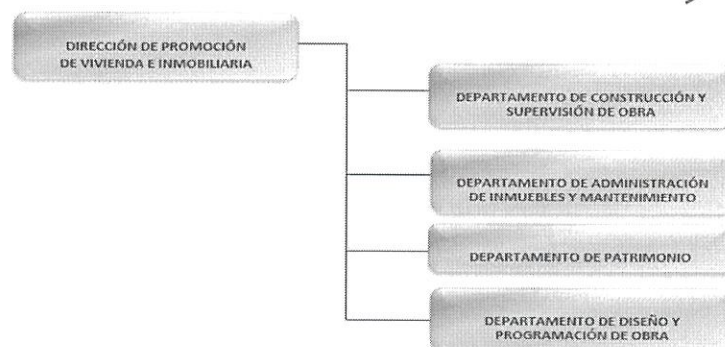 DIRECCIÓN DE PROMOCIÓN
DE VIVIENDA E INMOBILIARIA
DEPARTAMENTO DE CONSTRUCCIÓN Y
SUPERVISIÓN DE OBRA
DEPARTAMENTO DE ADMINISTRACIÓN
DE INMUEBLES Y MANTENIMIENTO
DEPARTAMENTO DE PATRIMONIO
DEPARTAMENTO DE DISEÑO Y
PROGRAMACIÓN DE OBRA